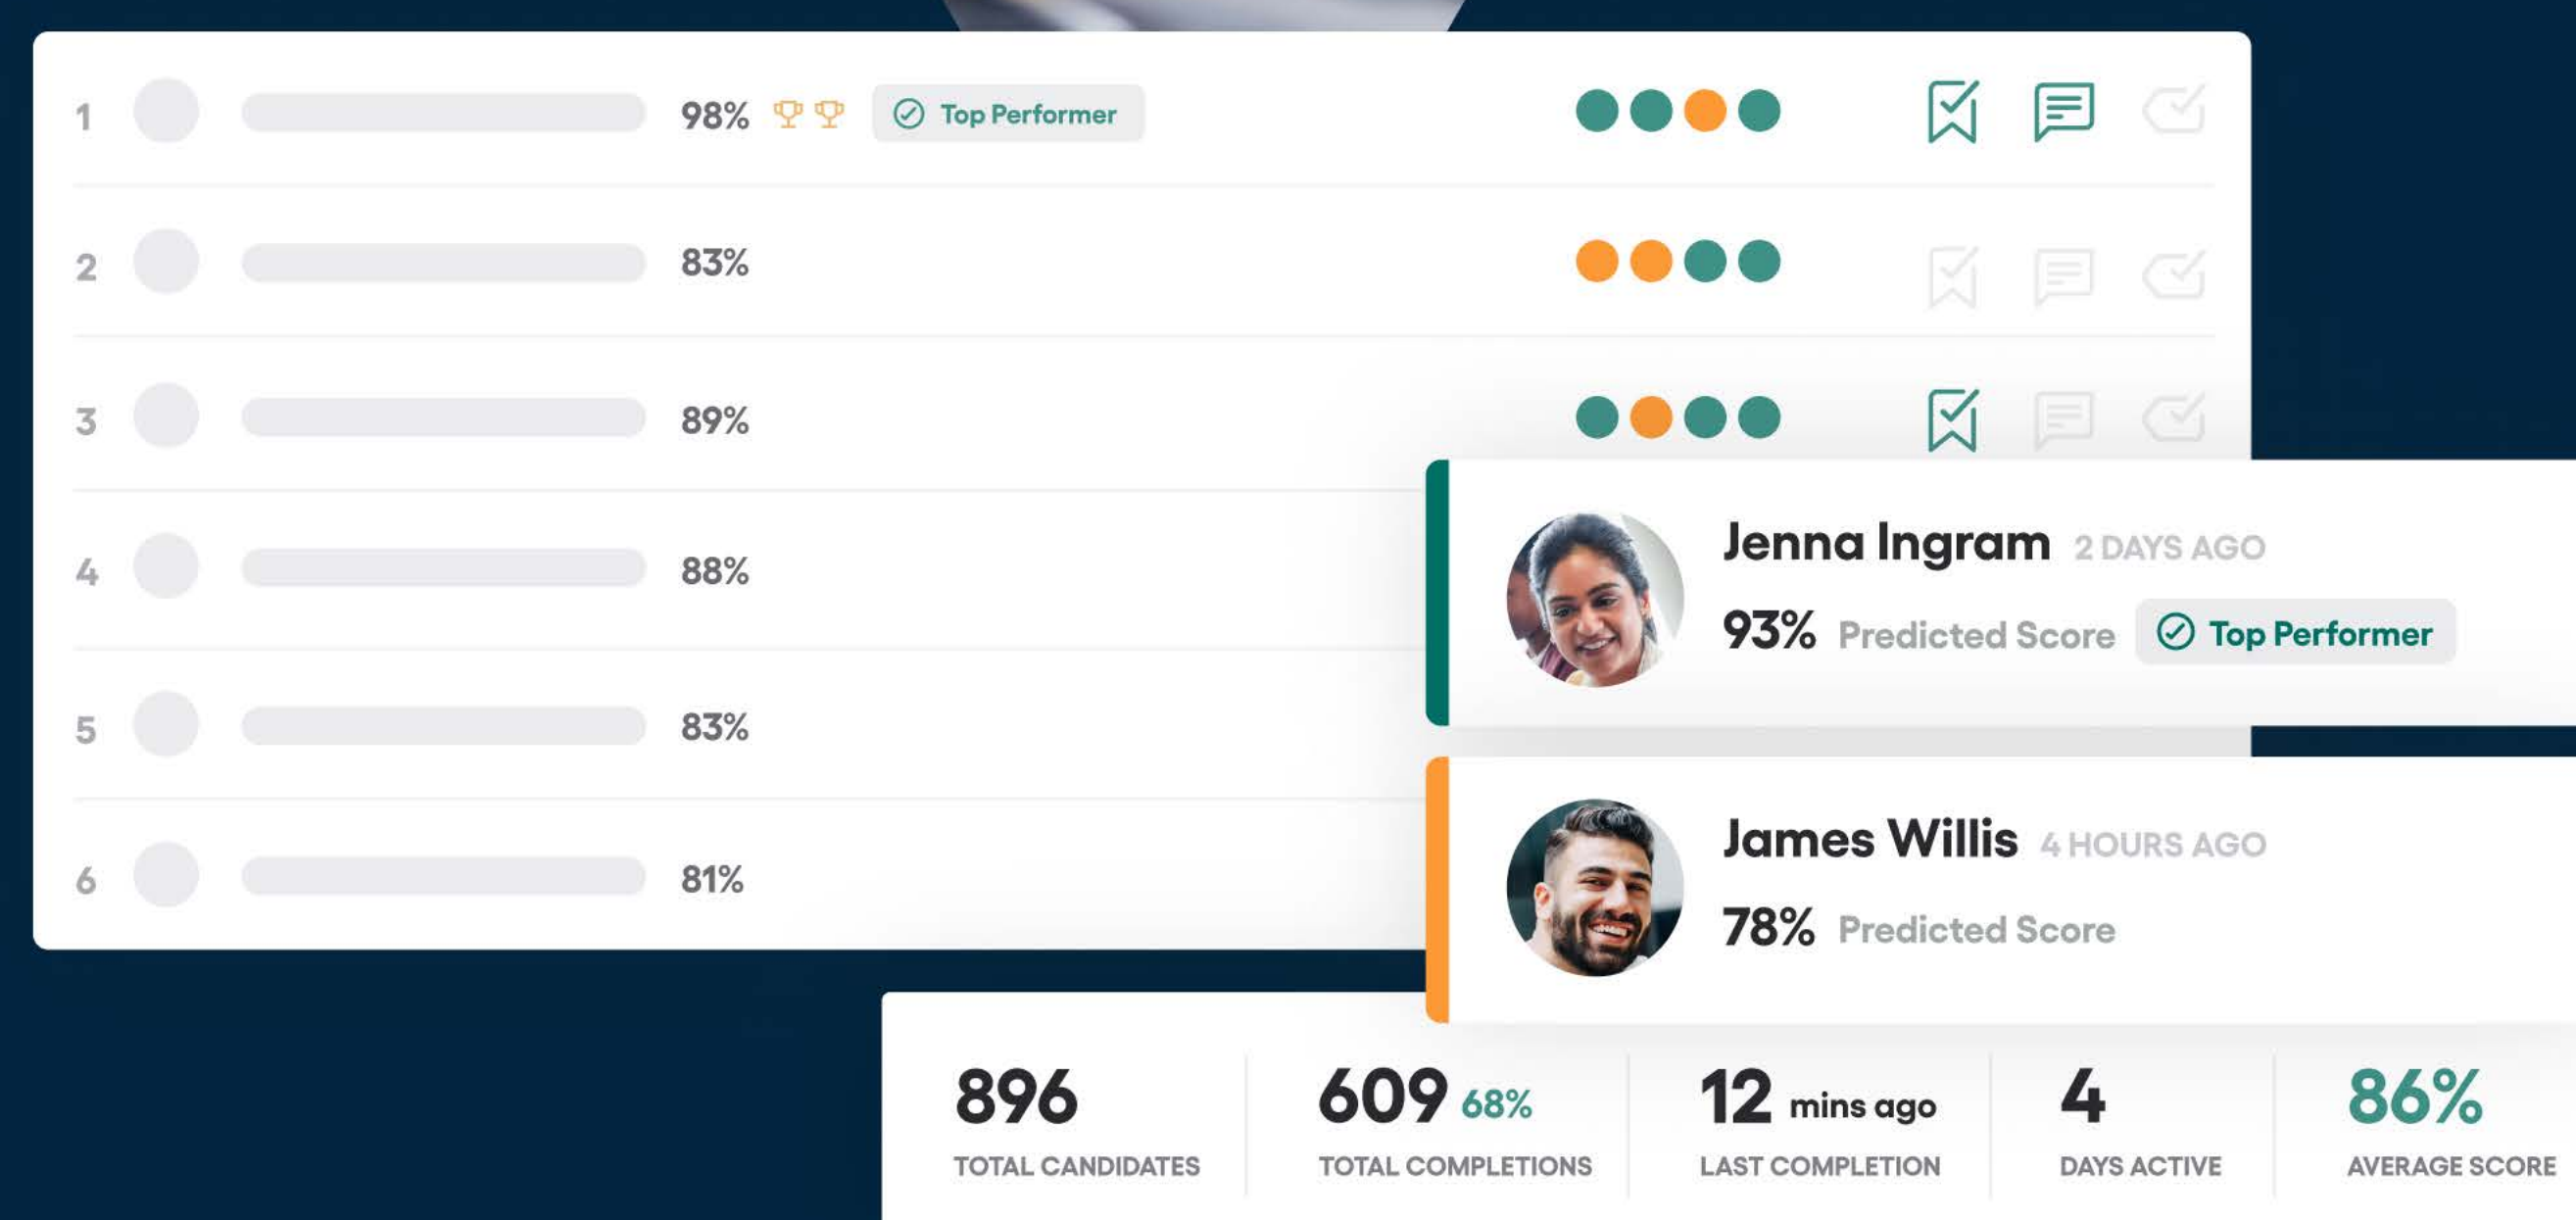 1 98% Top Performer
2 83%
3 89%
4 88%
5 83%
6 81%
Jenna Ingram 2 DAYS AGO
93% Predicted Score Top Performer
James Willis 4 HOURS AGO
78% Predicted Score
896 609 68% 12 mins ago 4 86%
TOTAL CANDIDATES TOTAL COMPLETIONS LAST COMPLETION DAYS ACTIVE AVERAGE SCORE